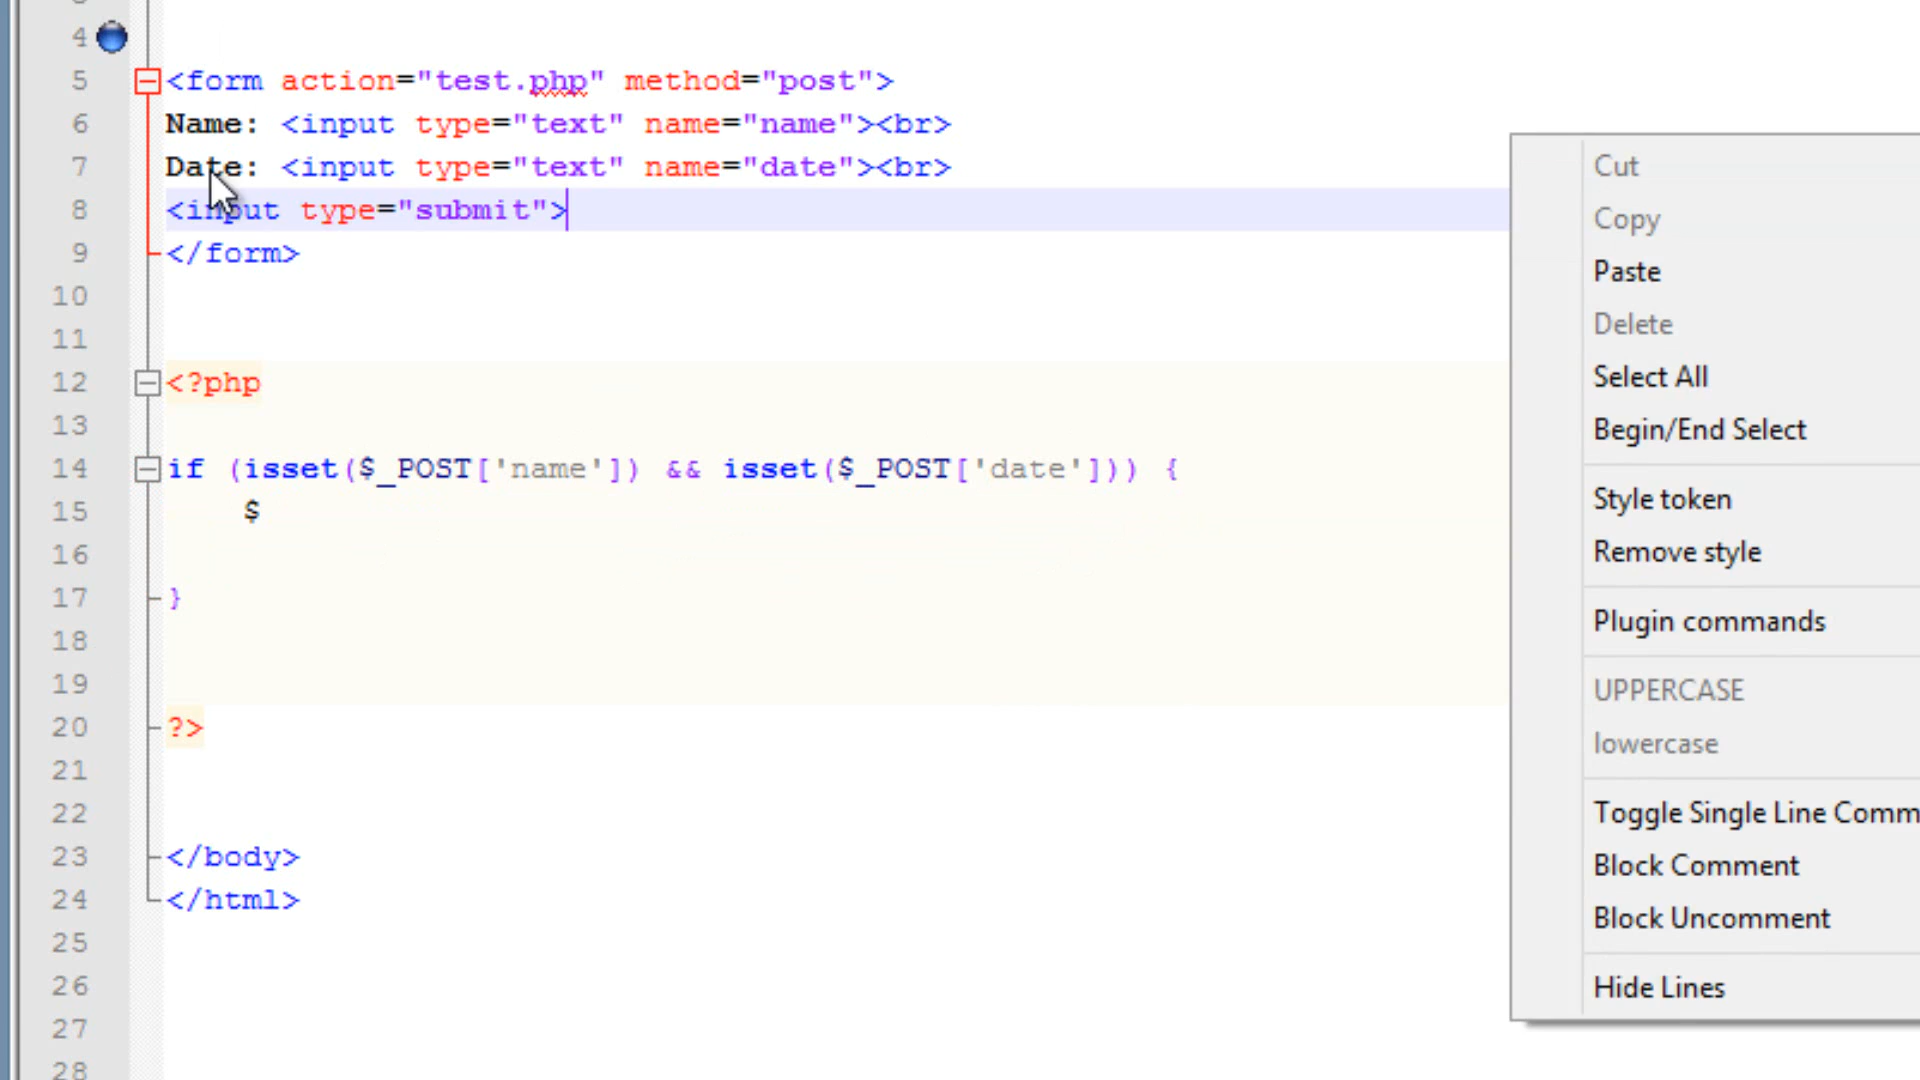 4
5 <form action="test.php" method="post">
6 Name: <input type="text" name="name"><br>
7 Date: <input type="text" name="date"><br>
8 <input type="submit">
9 </form>
10
11
12 <?php
13
14 if (isset($_POST['name']) && isset($_POST['date'])) {
15 $
16
17 }
18
19
20 ?>
21
22
23 </body>
24 </html>
25
26
27
28
Cut
Copy
Paste
Delete
Select All
Begin/End Select
Style token
Remove style
Plugin commands
UPPERCASE
lowercase
Toggle Single Line Comm
Block Comment
Block Uncomment
Hide Lines